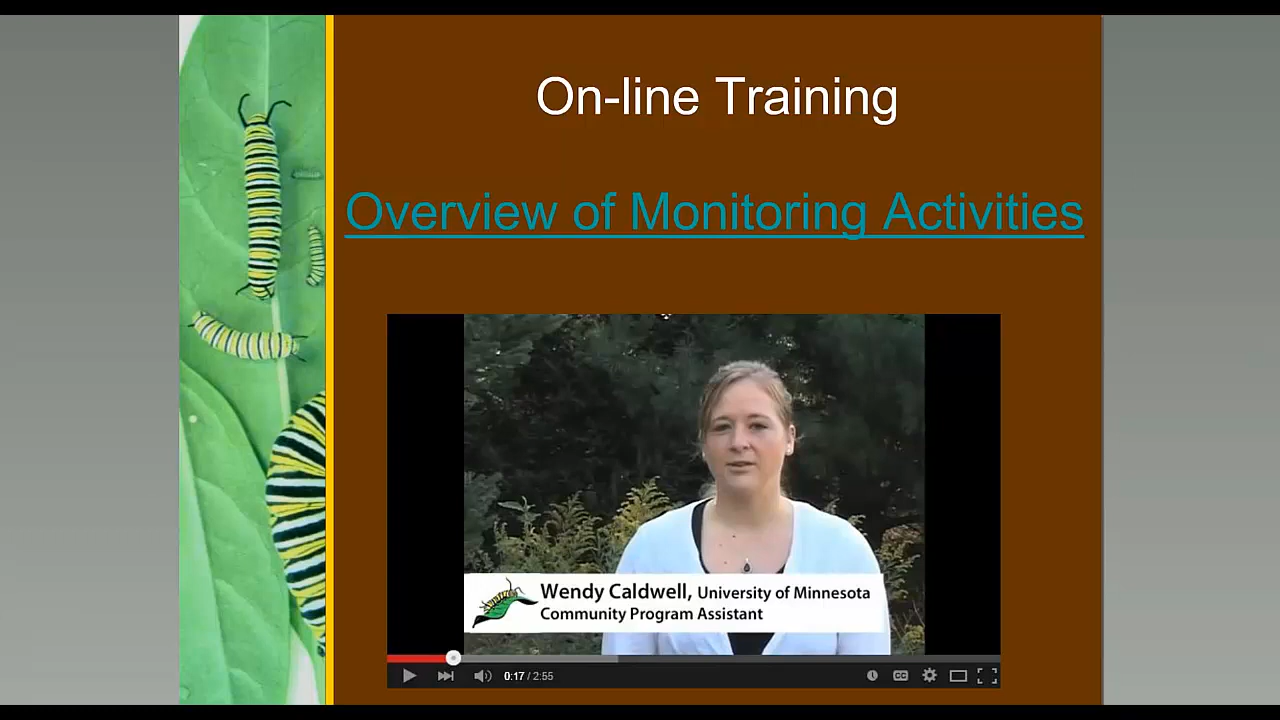 On-line Training
Overview of Monitoring Activities
Wendy Caldwell, University of Minnesota
Community Program Assistant
0:17 / 2:55
CC